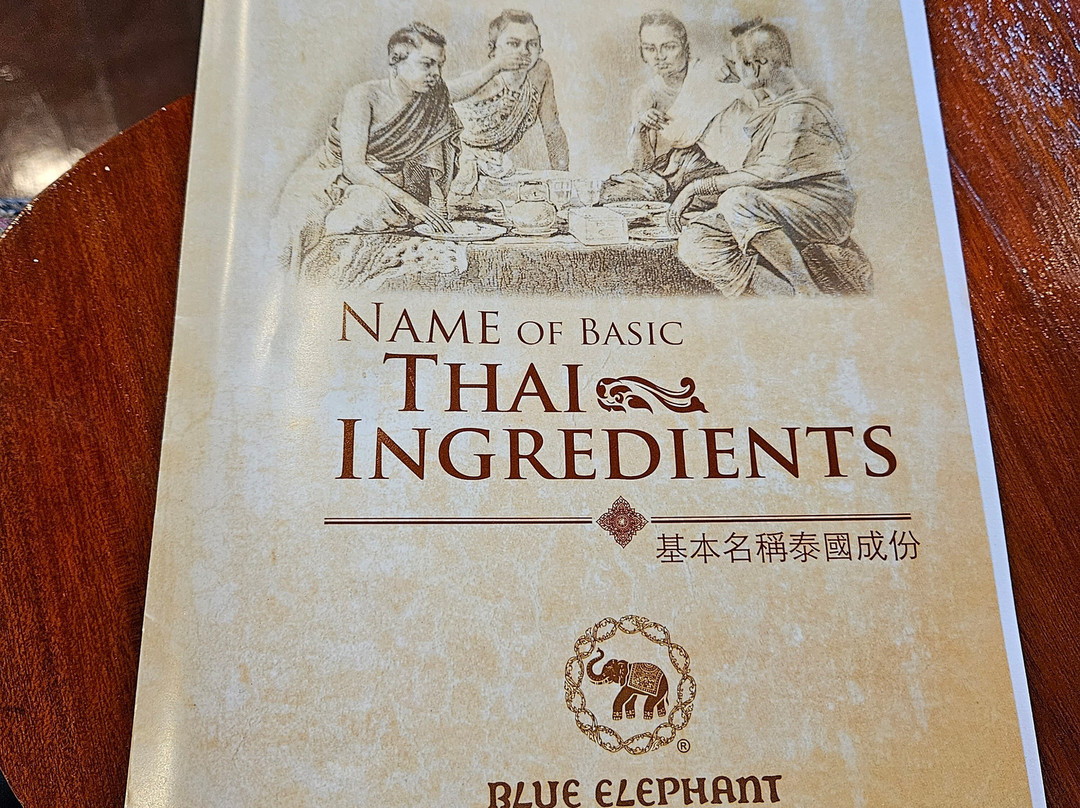 NAME OF BASIC
THAI
INGREDIENTS
基本名稱泰國成份
®
BLUE ELEPHANT